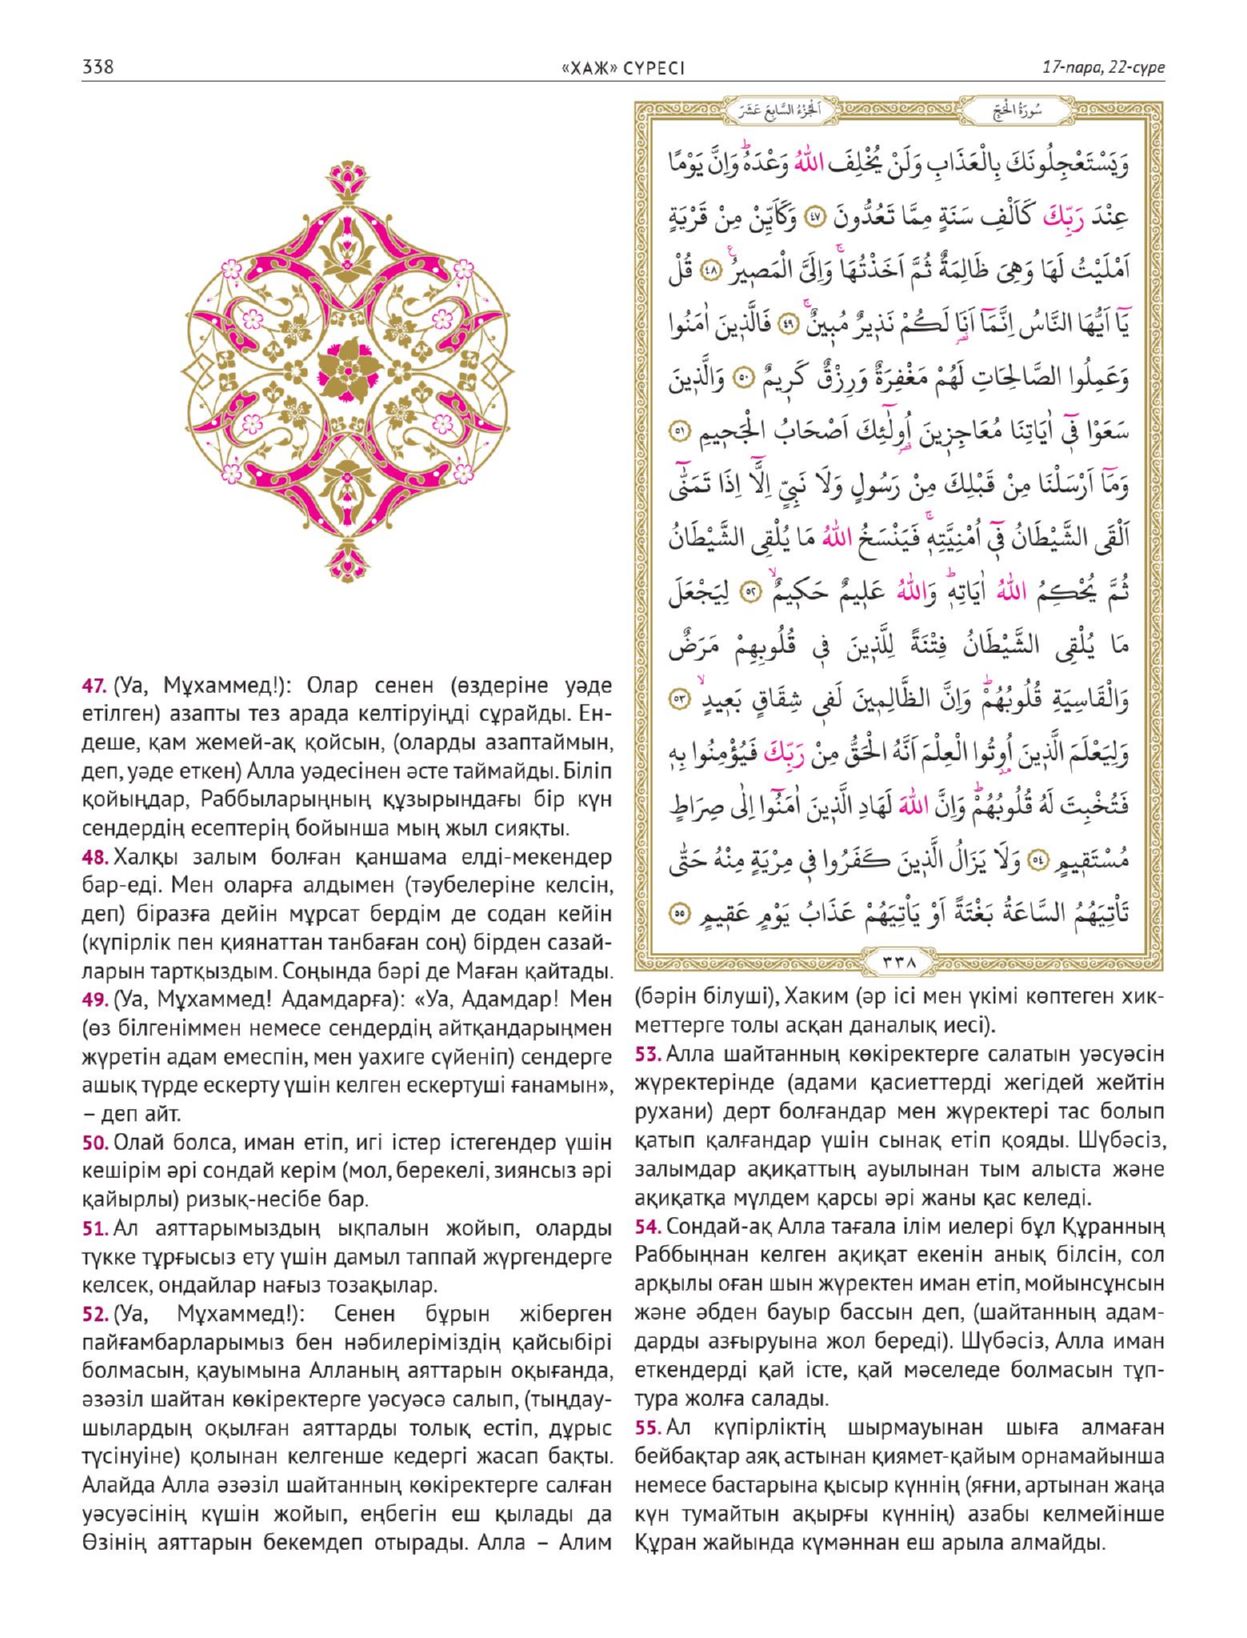 338
«ХАЖ» СҮРЕСІ
17-пара, 22-сүре
47. (Уа, Мұхаммед!): Олар сенен (өздеріне уәде
етілген) азапты тез арада келтіруіңді сұрайды. Ен-
деше, қам жемей-ақ қойсын, (оларды азаптаймын,
деп, уәде еткен) Алла уәдесінен әсте таймайды. Біліп
қойыңдар, Раббыларыңның құзырындағы бір күн
сендердің есептерің бойынша мың жыл сияқты.
48. Халқы залым болған қаншама елді-мекендер
бар-еді. Мен оларға алдымен (тәубелеріне келсін,
деп) біразға дейін мұрсат бердім де содан кейін
(күпірлік пен қиянаттан танбаған соң) бірден сазай-
ларын тартқыздым. Соңында бәрі де Маған қайтады.
49. (Уа, Мұхаммед! Адамдарға): «Уа, Адамдар! Мен
(өз білгеніммен немесе сендердің айтқандарыңмен
жүретін адам емеспін, мен уахиге сүйеніп) сендерге
ашық түрде ескерту үшін келген ескертуші ғанамын»,
– деп айт.
50. Олай болса, иман етіп, игі істер істегендер үшін
кешірім әрі сондай керім (мол, берекелі, зиянсыз әрі
қайырлы) ризық-несібе бар.
51. Ал аяттарымыздың ықпалын жойып, оларды
түкке тұрғысыз ету үшін дамыл таппай жүргендерге
келсек, ондайлар нағыз тозақылар.
52. (Уа, Мұхаммед!): Сенен бұрын жіберген
пайғамбарларымыз бен нәбилеріміздің қайсыбірі
болмасын, қауымына Алланың аяттарын оқығанда,
әзәзіл шайтан көкіректерге уәсуәсә салып, (тыңдау-
шылардың оқылған аяттарды толық естіп, дұрыс
түсінуіне) қолынан келгенше кедергі жасап бақты.
Алайда Алла әзәзіл шайтанның көкіректерге салған
уәсуәсінің күшін жойып, еңбегін еш қылады да
Өзінің аяттарын бекемдеп отырады. Алла – Алим
سُورَةُ الْحَجِّ
اَلْجُزْءُ السَّابِعَ عَشَرَ
وَيَسْتَعْجِلُونَكَ بِالْعَذَابِ وَلَنْ يُخْلِفَ اللّٰهُ وَعْدَهُۜ وَاِنَّ يَوْمًا
عِنْدَ رَبِّكَ كَاَلْفِ سَنَةٍ مِمَّا تَعُدُّونَ ﴿٤٧﴾ وَكَاَيِّنْ مِنْ قَرْيَةٍ
اَمْلَيْتُ لَهَا وَهِيَ ظَالِمَةٌ ثُمَّ اَخَذْتُهَاۚ وَاِلَيَّ الْمَص۪يرُ۟ ﴿٤٨﴾ قُلْ
يَٓا اَيُّهَا النَّاسُ اِنَّمَٓا اَنَا۬ لَكُمْ نَذ۪يرٌ مُب۪ينٌۚ ﴿٤٩﴾ فَالَّذ۪ينَ اٰمَنُوا
وَعَمِلُوا الصَّالِحَاتِ لَهُمْ مَغْفِرَةٌ وَرِزْقٌ كَر۪يمٌ ﴿٥٠﴾ وَالَّذ۪ينَ
سَعَوْا ف۪ٓي اٰيَاتِنَا مُعَاجِز۪ينَ اُو۬لٰٓئِكَ اَصْحَابُ الْجَح۪يمِ ﴿٥١﴾
وَمَٓا اَرْسَلْنَا مِنْ قَبْلِكَ مِنْ رَسُولٍ وَلَا نَبِيٍّ اِلَّٓا اِذَا تَمَنّٰٓى
اَلْقَى الشَّيْطَانُ ف۪ٓي اُمْنِيَّتِه۪ۚ فَيَنْسَخُ اللّٰهُ مَا يُلْقِي الشَّيْطَانُ
ثُمَّ يُحْكِمُ اللّٰهُ اٰيَاتِه۪ۜ وَاللّٰهُ عَل۪يمٌ حَك۪يمٌۙ ﴿٥٢﴾ لِيَجْعَلَ
مَا يُلْقِي الشَّيْطَانُ فِتْنَةً لِلَّذ۪ينَ ف۪ي قُلُوبِهِمْ مَرَضٌ
وَالْقَاسِيَةِ قُلُوبُهُمْۜ وَاِنَّ الظَّالِم۪ينَ لَف۪ي شِقَاقٍ بَع۪يدٍۙ ﴿٥٣﴾
وَلِيَعْلَمَ الَّذ۪ينَ اُو۫تُوا الْعِلْمَ اَنَّهُ الْحَقُّ مِنْ رَبِّكَ فَيُؤْمِنُوا بِه۪
فَتُخْبِتَ لَهُ قُلُوبُهُمْۜ وَاِنَّ اللّٰهَ لَهَادِ الَّذ۪ينَ اٰمَنُٓوا اِلٰى صِرَاطٍ
مُسْتَق۪يمٍ ﴿٥٤﴾ وَلَا يَزَالُ الَّذ۪ينَ كَفَرُوا ف۪ي مِرْيَةٍ مِنْهُ حَتّٰى
تَأْتِيَهُمُ السَّاعَةُ بَغْتَةً اَوْ يَأْتِيَهُمْ عَذَابُ يَوْمٍ عَق۪يمٍ ﴿٥٥﴾
٣٣٨
(бәрін білуші), Хаким (әр ісі мен үкімі көптеген хик-
меттерге толы асқан даналық иесі).
53. Алла шайтанның көкіректерге салатын уәсуәсін
жүректерінде (адами қасиеттерді жегідей жейтін
рухани) дерт болғандар мен жүректері тас болып
қатып қалғандар үшін сынақ етіп қояды. Шүбәсіз,
залымдар ақиқаттың ауылынан тым алыста және
ақиқатқа мүлдем қарсы әрі жаны қас келеді.
54. Сондай-ақ Алла тағала ілім иелері бұл Құранның
Раббыңнан келген ақиқат екенін анық білсін, сол
арқылы оған шын жүректен иман етіп, мойынсұнсын
және әбден бауыр бассын деп, (шайтанның адам-
дарды азғыруына жол береді). Шүбәсіз, Алла иман
еткендерді қай істе, қай мәселеде болмасын тұп-
тура жолға салады.
55. Ал күпірліктің шырмауынан шыға алмаған
бейбақтар аяқ астынан қиямет-қайым орнамайынша
немесе бастарына қысыр күннің (яғни, артынан жаңа
күн тумайтын ақырғы күннің) азабы келмейінше
Құран жайында күмәннан еш арыла алмайды.